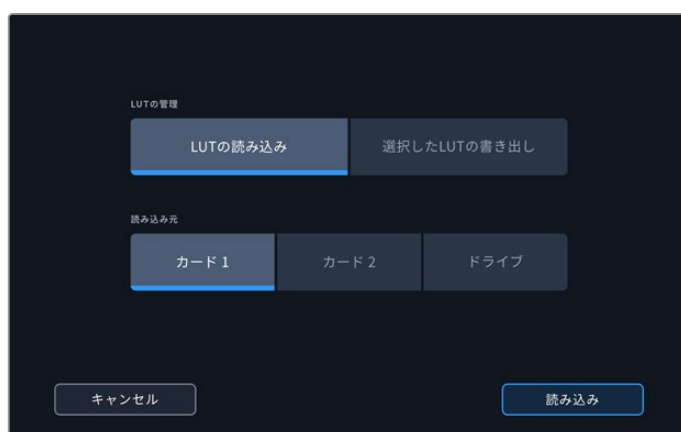 LUTの管理
LUTの読み込み
選択したLUTの書き出し
読み込み元
カード 1
カード 2
ドライブ
キャンセル
読み込み